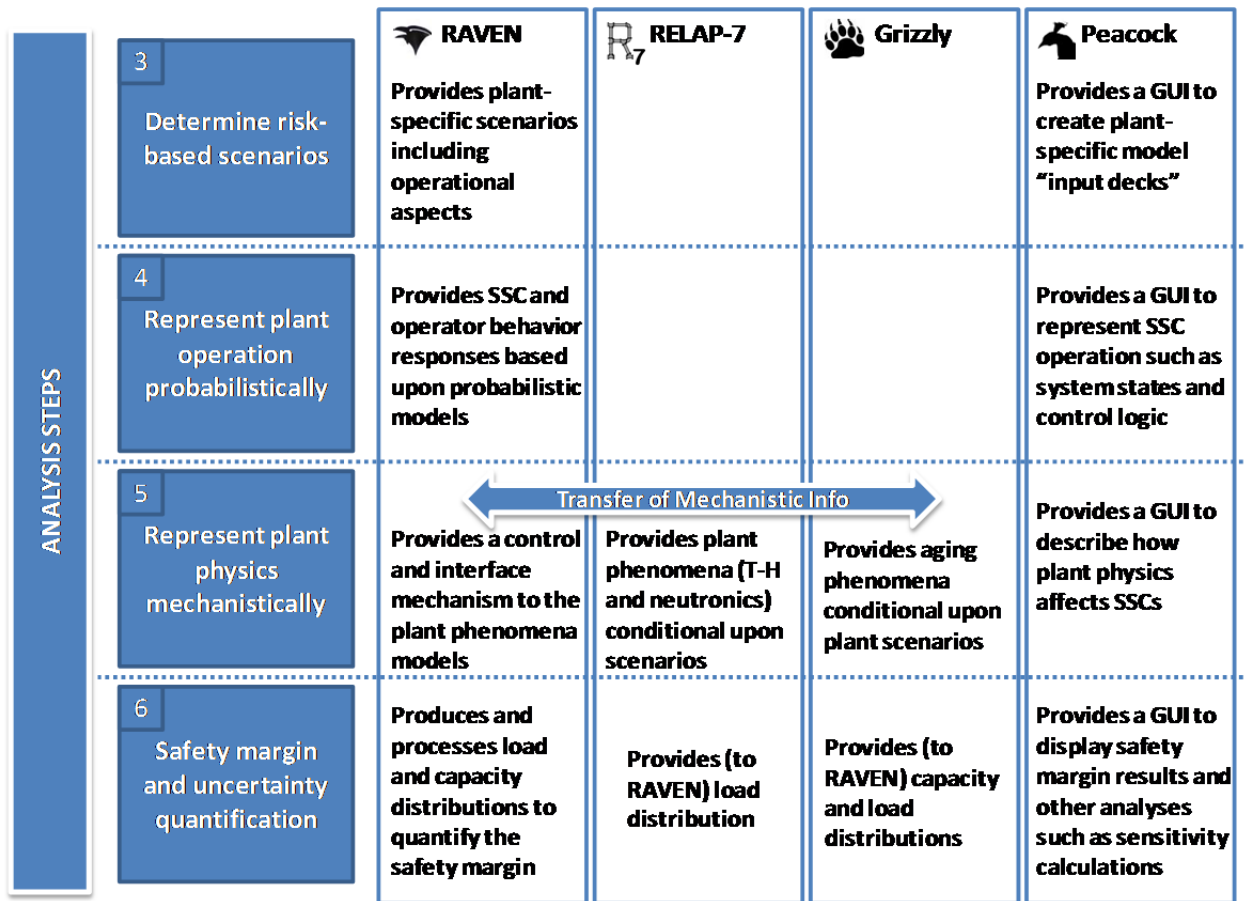 RAVEN
R7 RELAP-7
Grizzly
Peacock
ANALYSIS STEPS
3
Determine risk-
based scenarios
Provides plant-
specific scenarios
including
operational
aspects
Provides a GUI to
create plant-
specific model
“input decks”
4
Represent plant
operation
probabilistically
Provides SSC and
operator behavior
responses based
upon probabilistic
models
Provides a GUI to
represent SSC
operation such as
system states and
control logic
5
Represent plant
physics
mechanistically
Transfer of Mechanistic Info
Provides a control
and interface
mechanism to the
plant phenomena
models
Provides plant
phenomena (T-H
and neutronics)
conditional upon
scenarios
Provides aging
phenomena
conditional upon
plant scenarios
Provides a GUI to
describe how
plant physics
affects SSCs
6
Safety margin
and uncertainty
quantification
Produces and
processes load
and capacity
distributions to
quantify the
safety margin
Provides (to
RAVEN) load
distribution
Provides (to
RAVEN) capacity
and load
distributions
Provides a GUI to
display safety
margin results and
other analyses
such as sensitivity
calculations